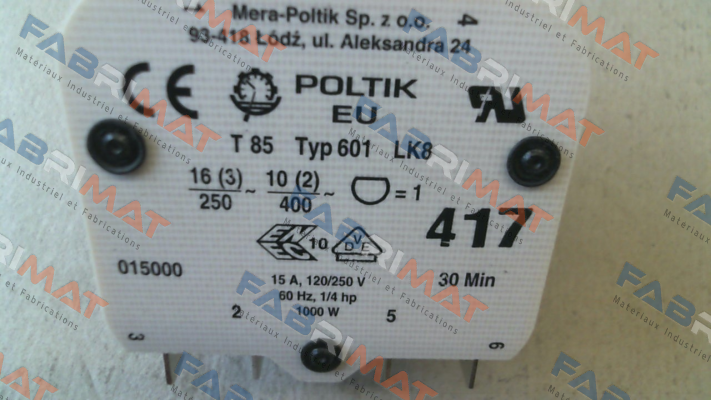 Mera-Poltik Sp. z o.o. 4
93-418 Łódź, ul. Aleksandra 24
CE POLTIK
EU
T 85 Typ 601 LK8
16 (3) ~ 10 (2) ~ = 1
250 400
417
ENEC 10 VDE
015000
15 A, 120/250 V
60 Hz, 1/4 hp
1000 W
30 Min
2 5
3 6
FABRIMAT
Matériaux Industriel et Fabrications